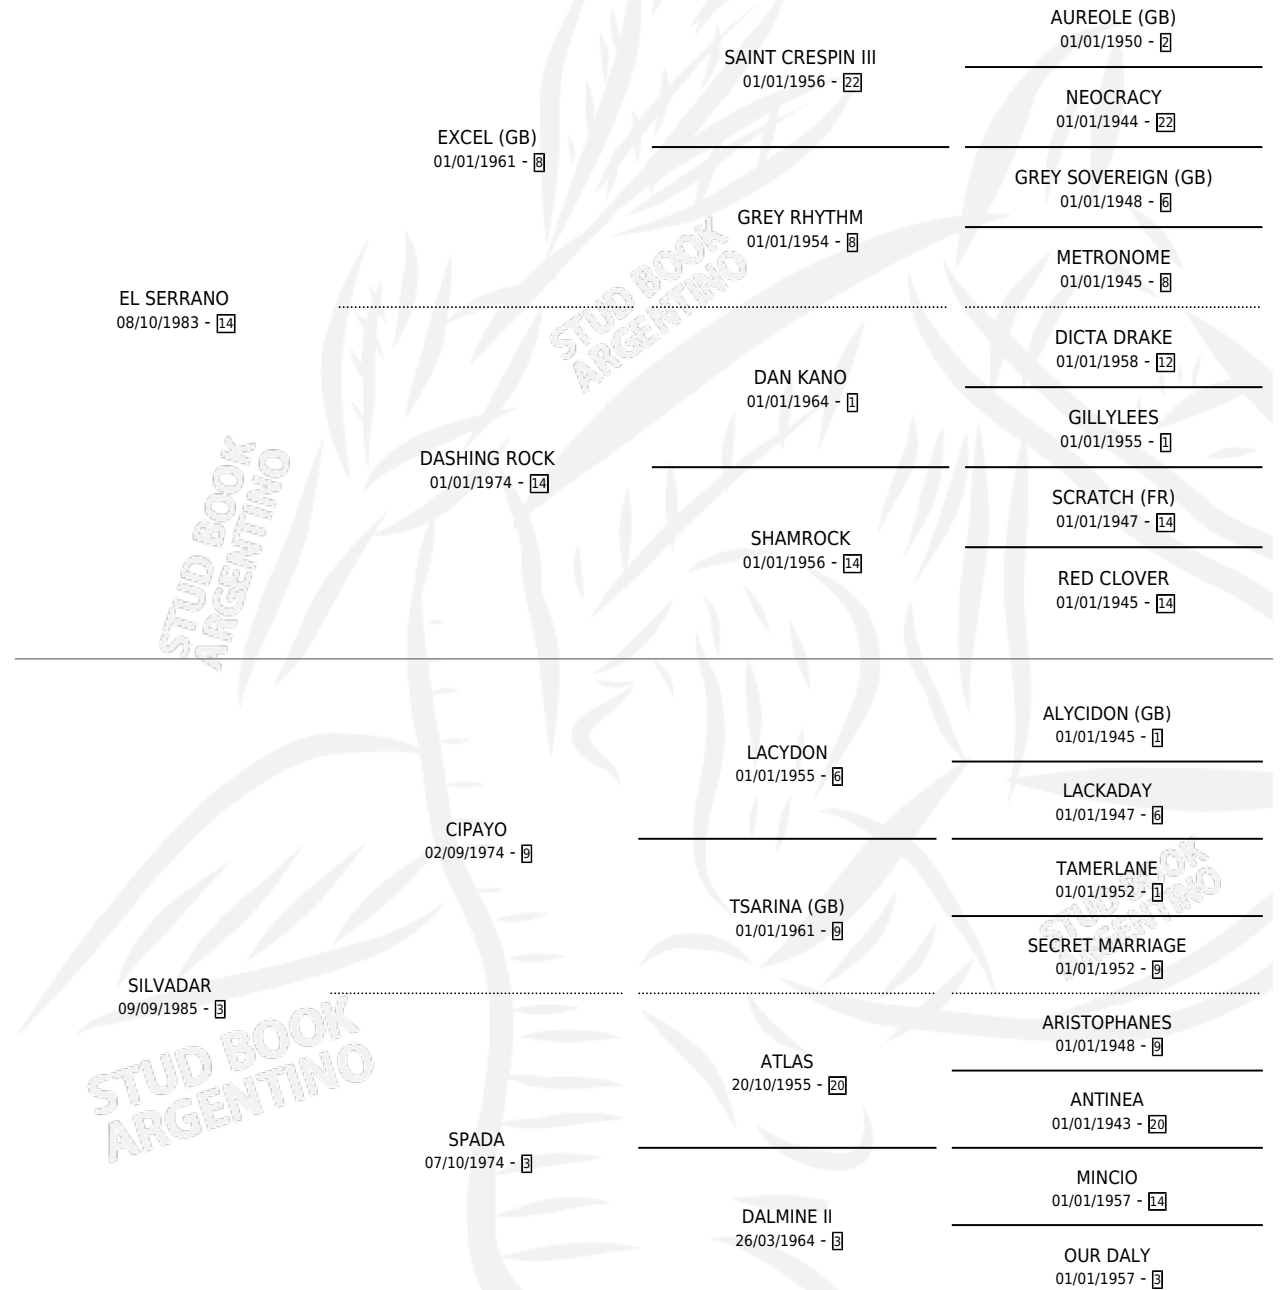 AUREOLE (GB)
01/01/1950 - 2
SAINT CRESPIN III
01/01/1956 - 22
NEOCRACY
01/01/1944 - 22
EXCEL (GB)
01/01/1961 - 8
GREY SOVEREIGN (GB)
01/01/1948 - 6
GREY RHYTHM
01/01/1954 - 8
METRONOME
01/01/1945 - 8
EL SERRANO
08/10/1983 - 14
DICTA DRAKE
01/01/1958 - 12
DAN KANO
01/01/1964 - 1
GILLYLEES
01/01/1955 - 1
DASHING ROCK
01/01/1974 - 14
SCRATCH (FR)
01/01/1947 - 14
SHAMROCK
01/01/1956 - 14
RED CLOVER
01/01/1945 - 14
ALYCIDON (GB)
01/01/1945 - 1
LACYDON
01/01/1955 - 6
LACKADAY
01/01/1947 - 6
CIPAYO
02/09/1974 - 9
TAMERLANE
01/01/1952 - 1
TSARINA (GB)
01/01/1961 - 9
SECRET MARRIAGE
01/01/1952 - 9
SILVADAR
09/09/1985 - 3
ARISTOPHANES
01/01/1948 - 9
ATLAS
20/10/1955 - 20
ANTINEA
01/01/1943 - 20
SPADA
07/10/1974 - 3
MINCIO
01/01/1957 - 14
DALMINE II
26/03/1964 - 3
OUR DALY
01/01/1957 - 3
STUD BOOK
ARGENTINO
STUD BOOK
ARGENTINO
STUD BOOK
ARGENTINO
STUD BOOK
ARGENTINO